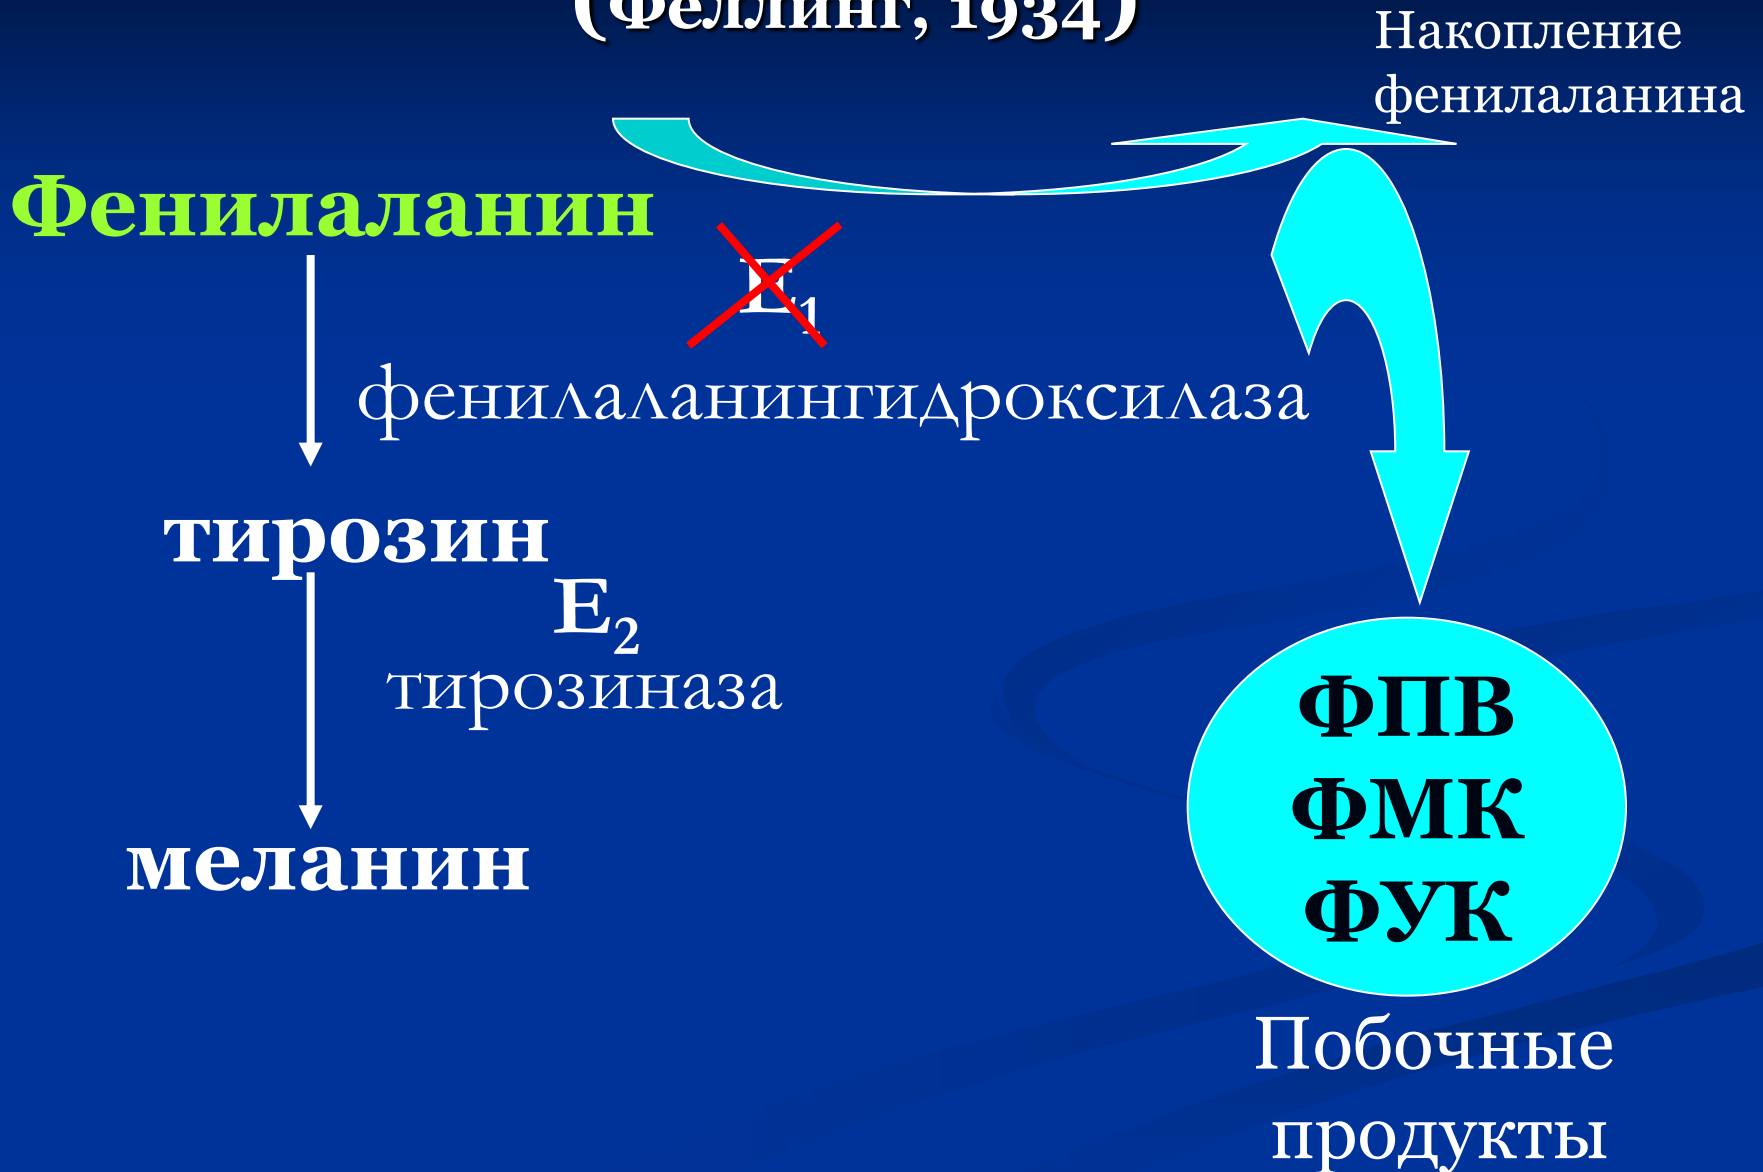 (Феллинг, 1934)
Накопление
фенилаланина
Фенилаланин
E1
фенилаланингидроксилаза
тирозин
E2
тирозиназа
меланин
ФПВ
ФМК
ФУК
Побочные
продукты